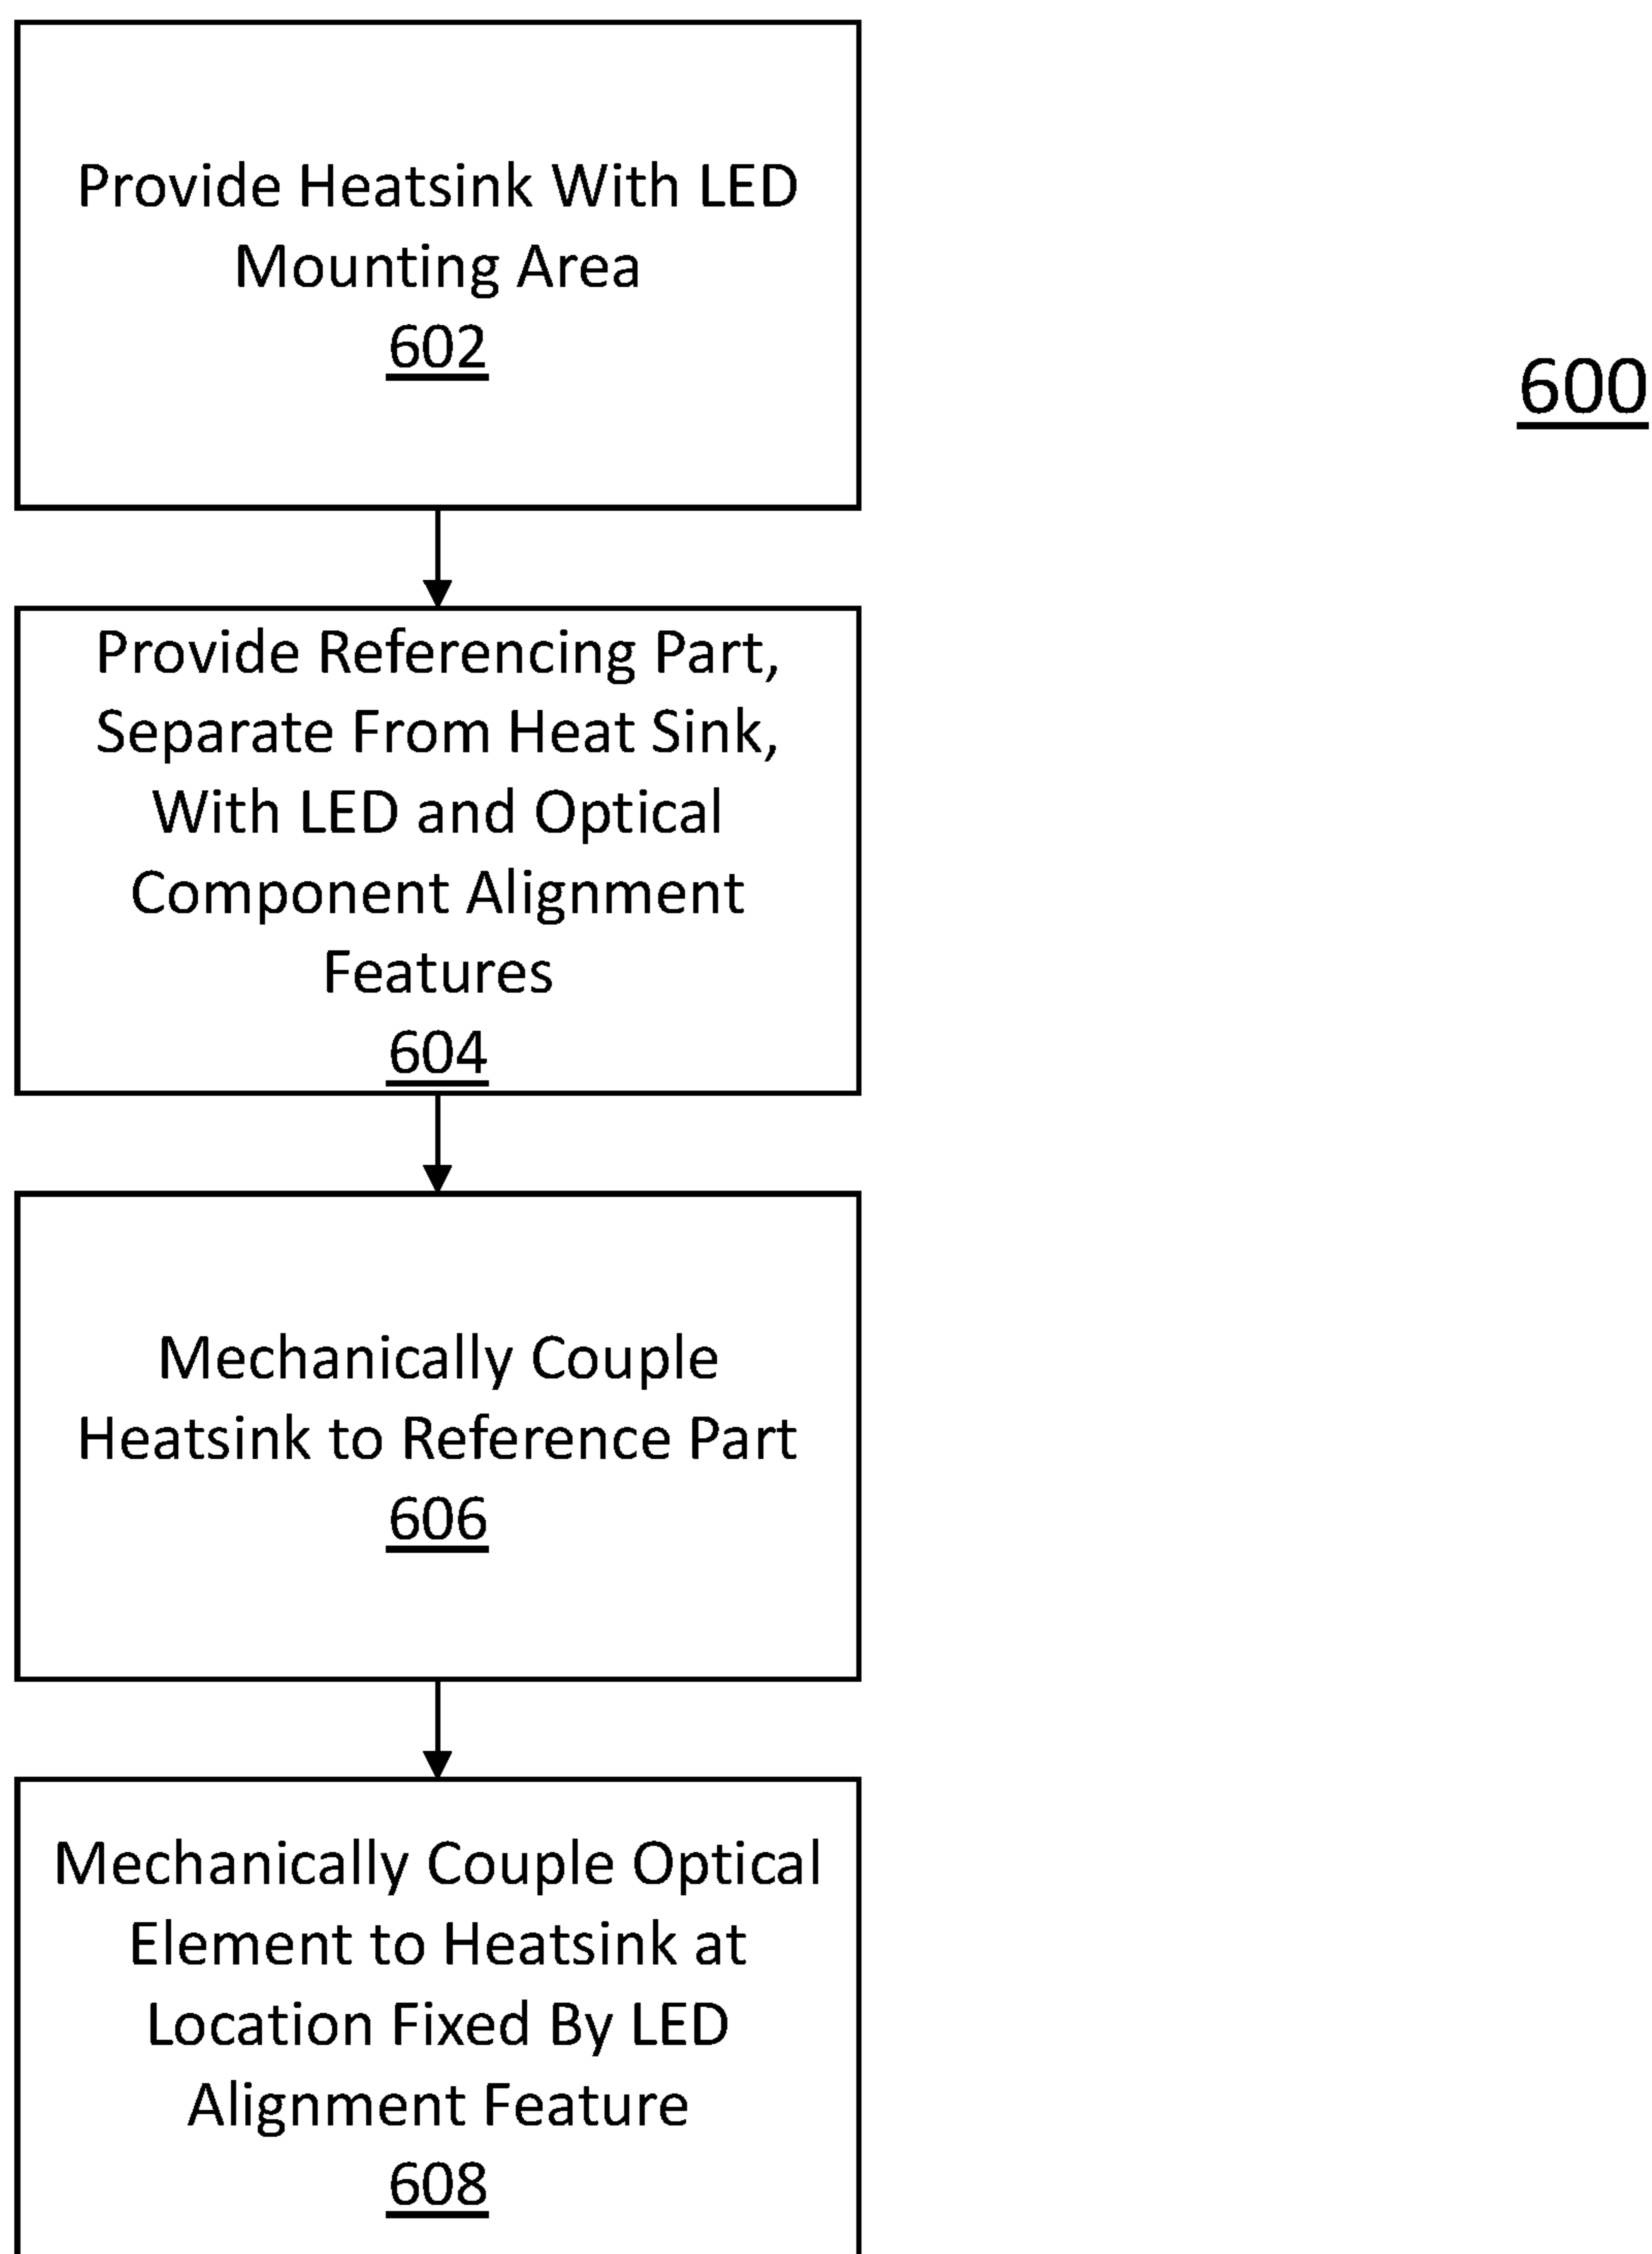 Provide Heatsink With LED
Mounting Area
602
600
Provide Referencing Part,
Separate From Heat Sink,
With LED and Optical
Component Alignment
Features
604
Mechanically Couple
Heatsink to Reference Part
606
Mechanically Couple Optical
Element to Heatsink at
Location Fixed By LED
Alignment Feature
608